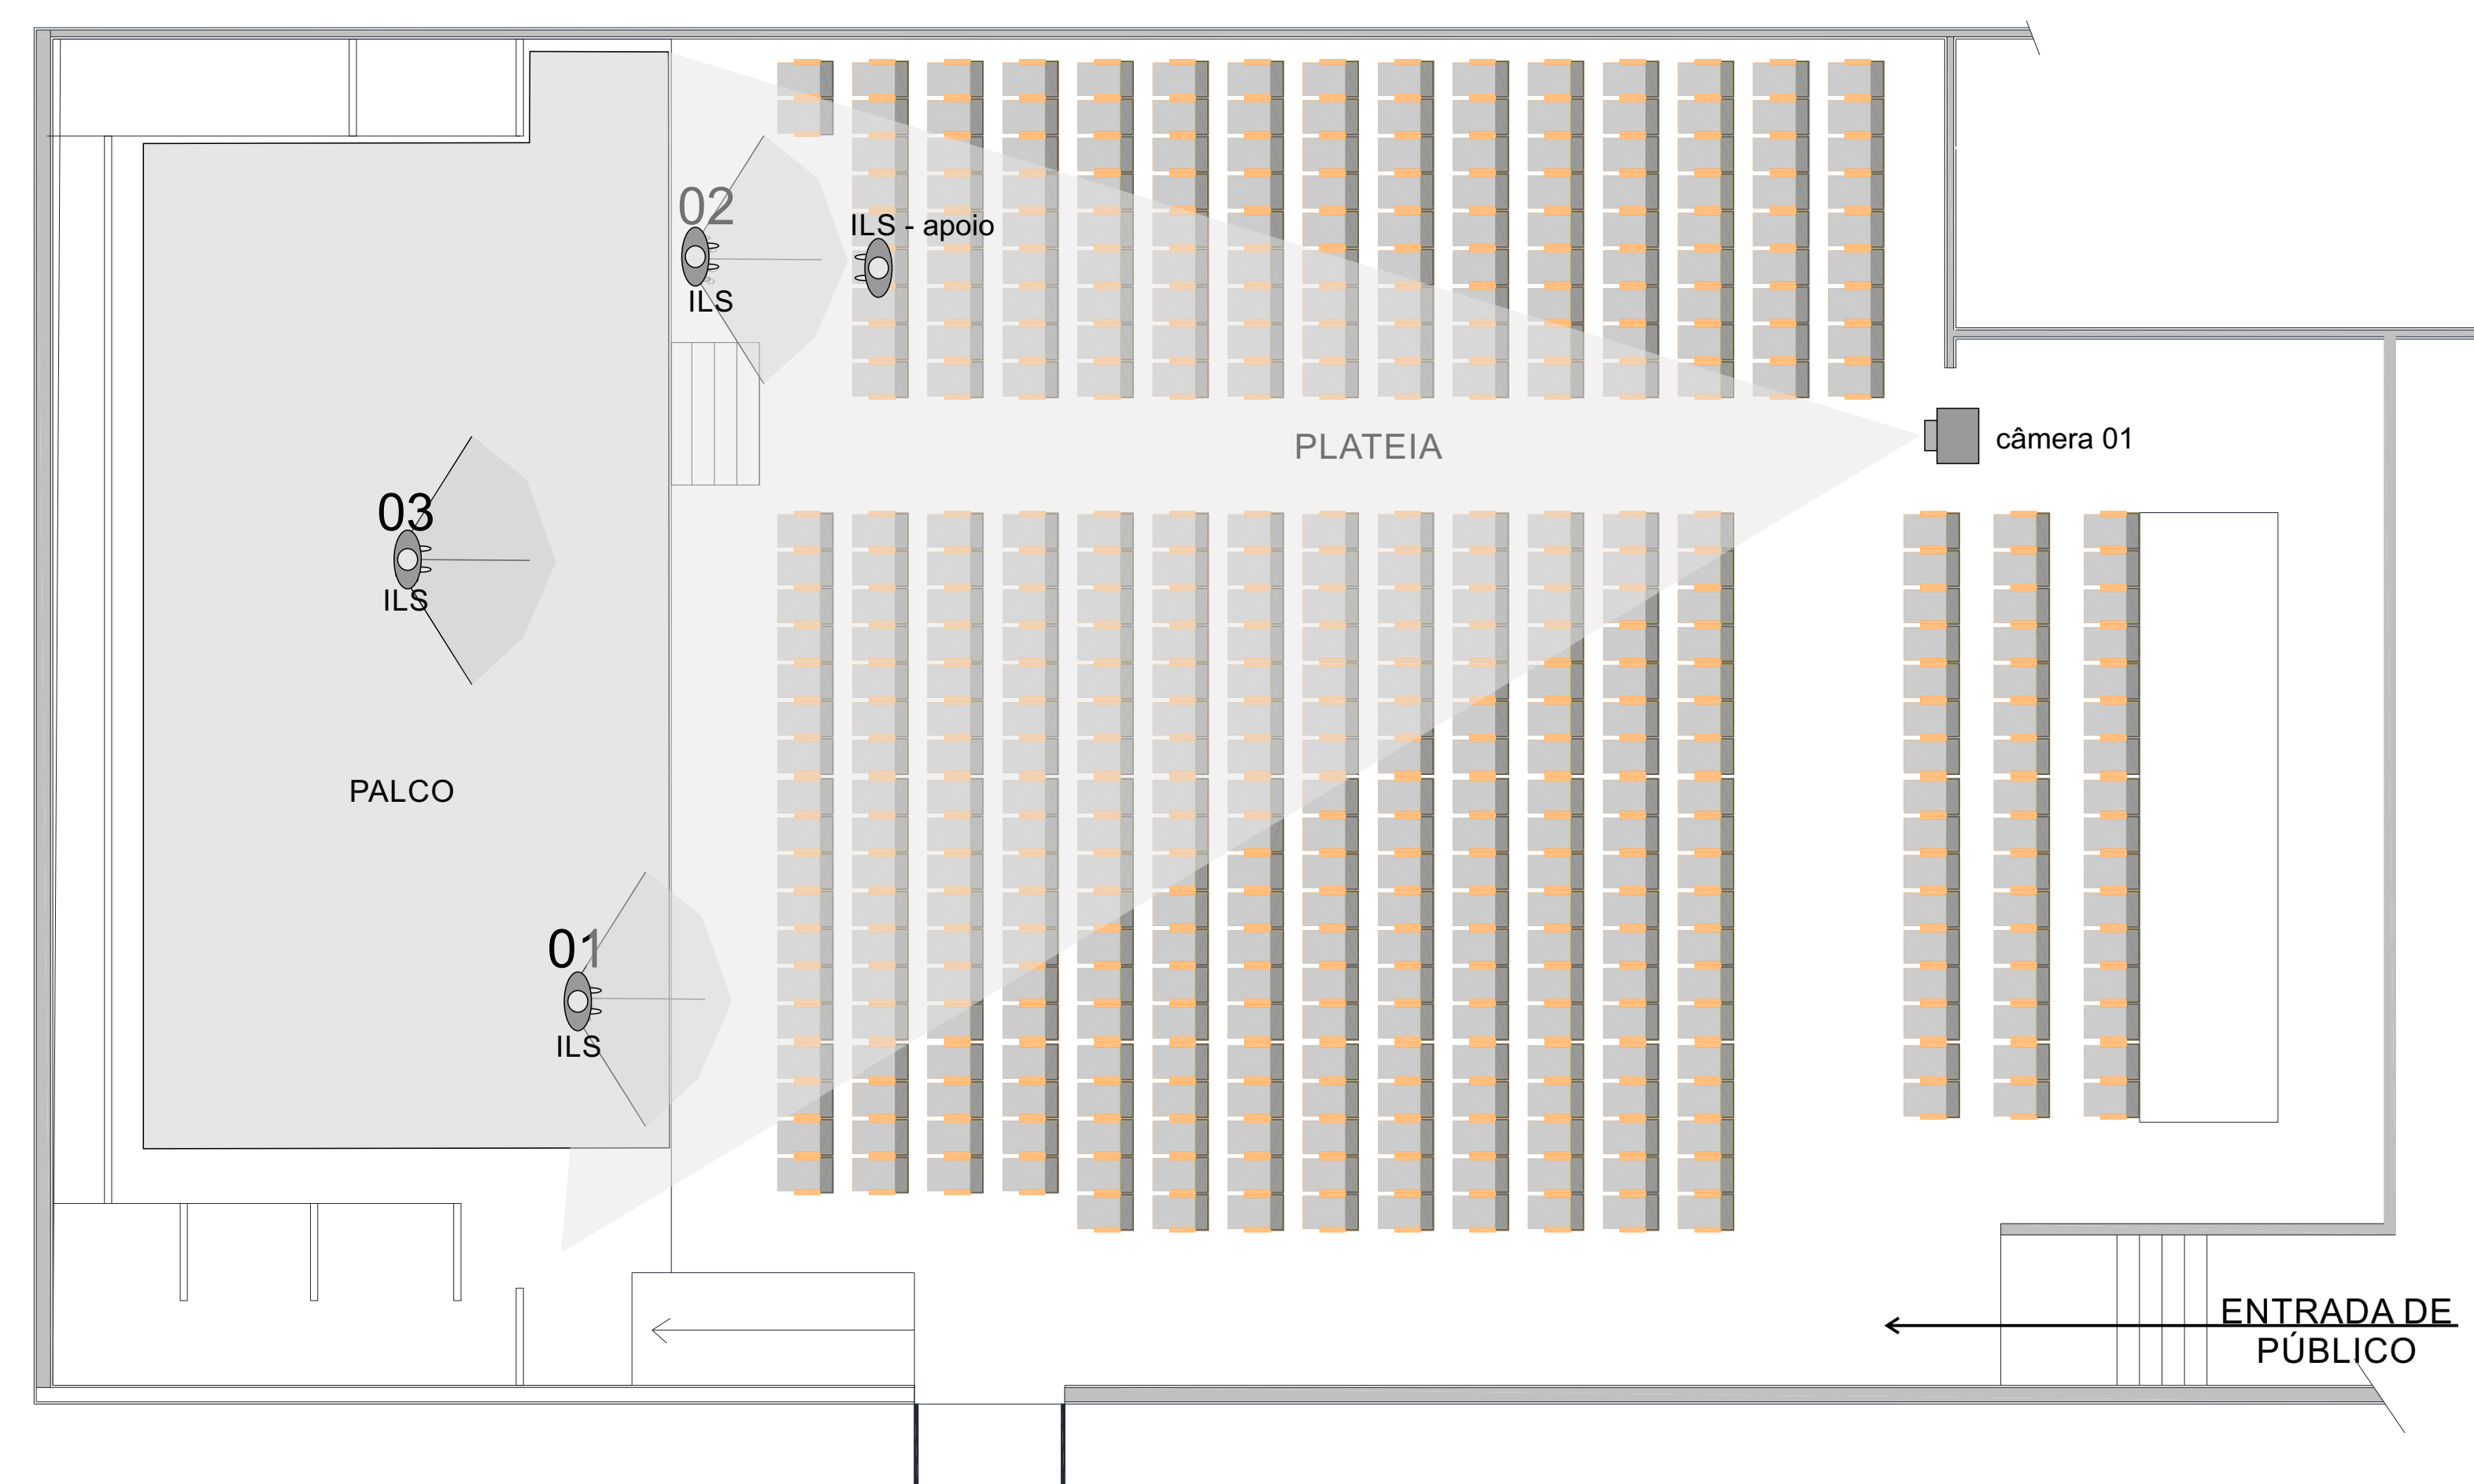 02
ILS - apoio
ILS
PLATEIA
câmera 01
03
ILS
PALCO
01
ILS
ENTRADA DE
PÚBLICO